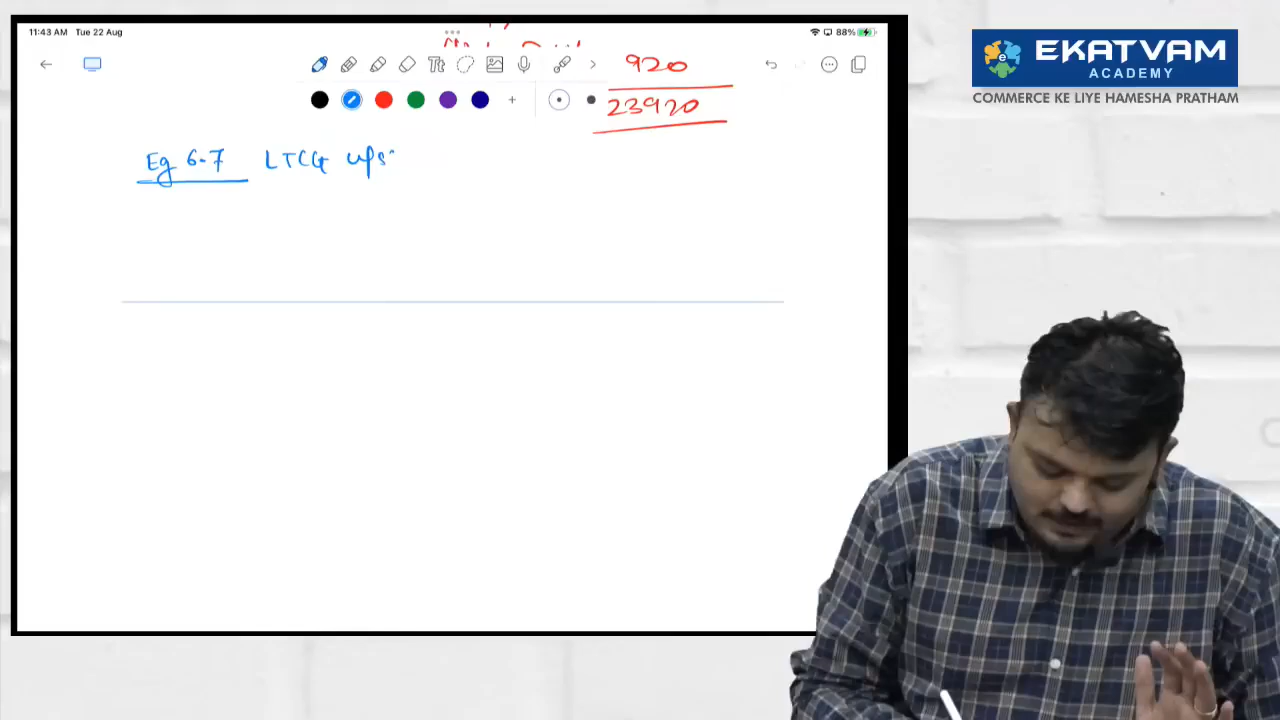 11:43 AM Tue 22 Aug
88%
920
23920
Eg 6.7 LTCG u/s
EKATVAM
ACADEMY
COMMERCE KE LIYE HAMESHA PRATHAM